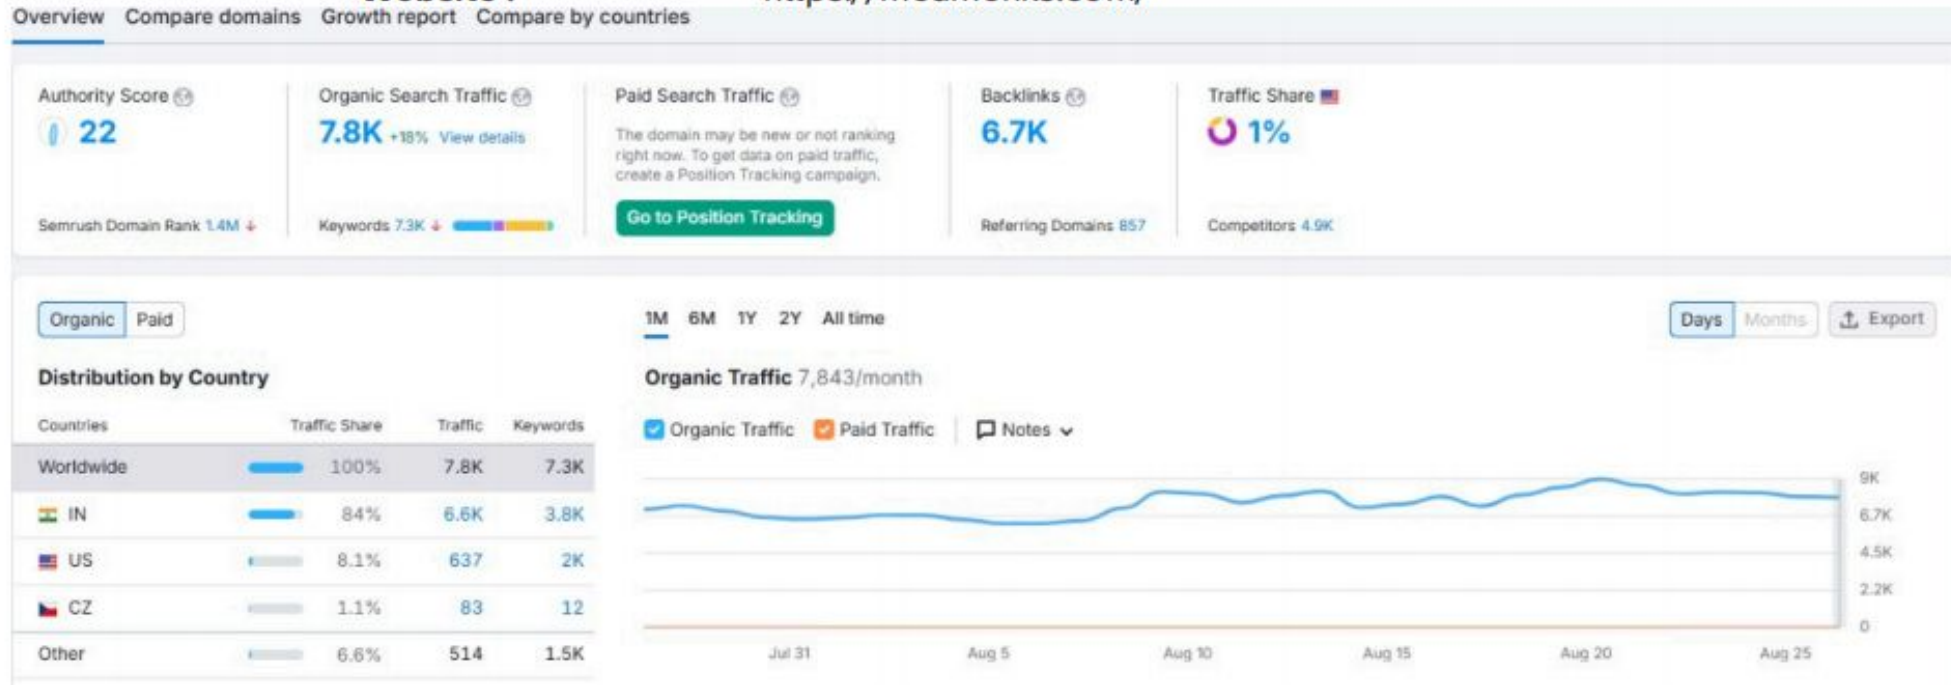 Overview Compare domains Growth report Compare by countries
Authority Score
22
Semrush Domain Rank 1.4M ↓
Organic Search Traffic
7.8K +18% View details
Keywords 7.3K ↓
Paid Search Traffic
The domain may be new or not ranking
right now. To get data on paid traffic,
create a Position Tracking campaign.
Go to Position Tracking
Backlinks
6.7K
Referring Domains 857
Traffic Share
1%
Competitors 4.9K
Organic Paid
Distribution by Country
Countries Traffic Share Traffic Keywords
Worldwide 100% 7.8K 7.3K
IN 84% 6.6K 3.8K
US 8.1% 637 2K
CZ 1.1% 83 12
Other 6.6% 514 1.5K
1M 6M 1Y 2Y All time
Days Months Export
Organic Traffic 7,843/month
Organic Traffic Paid Traffic Notes
9K
6.7K
4.5K
2.2K
0
Jul 31 Aug 5 Aug 10 Aug 15 Aug 20 Aug 25